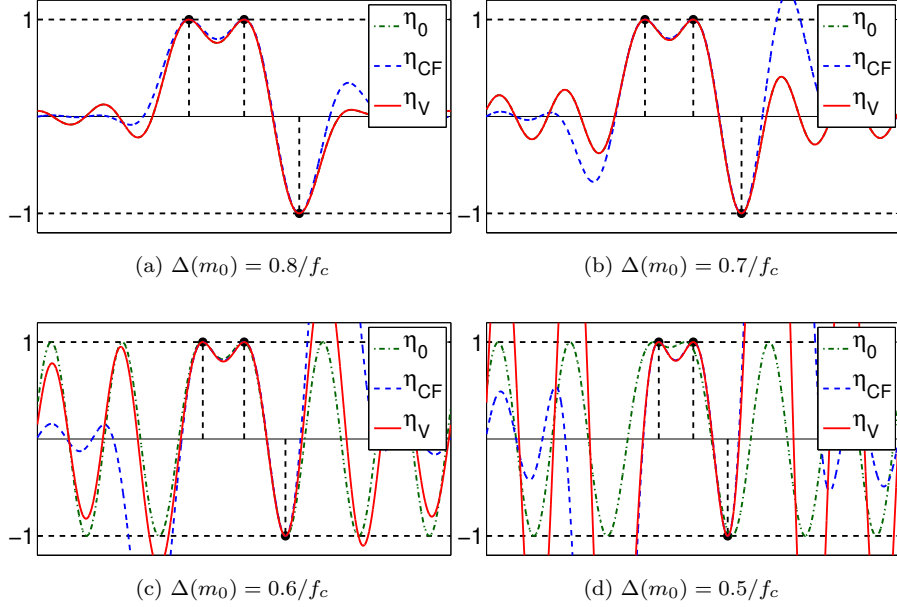 1
−1
η0
ηCF
ηV
(a) Δ(m0) = 0.8/fc
1
−1
η0
ηCF
ηV
(b) Δ(m0) = 0.7/fc
1
−1
η0
ηCF
ηV
(c) Δ(m0) = 0.6/fc
1
−1
η0
ηCF
ηV
(d) Δ(m0) = 0.5/fc